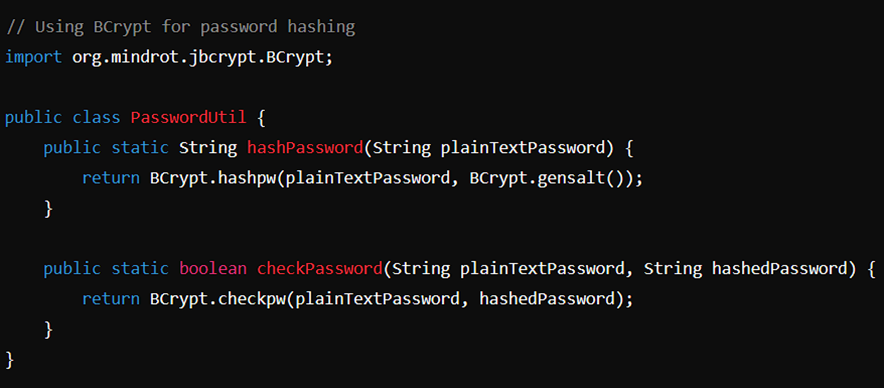 // Using BCrypt for password hashing
import org.mindrot.jbcrypt.BCrypt;

public class PasswordUtil {
    public static String hashPassword(String plainTextPassword) {
        return BCrypt.hashpw(plainTextPassword, BCrypt.gensalt());
    }

    public static boolean checkPassword(String plainTextPassword, String hashedPassword) {
        return BCrypt.checkpw(plainTextPassword, hashedPassword);
    }
}